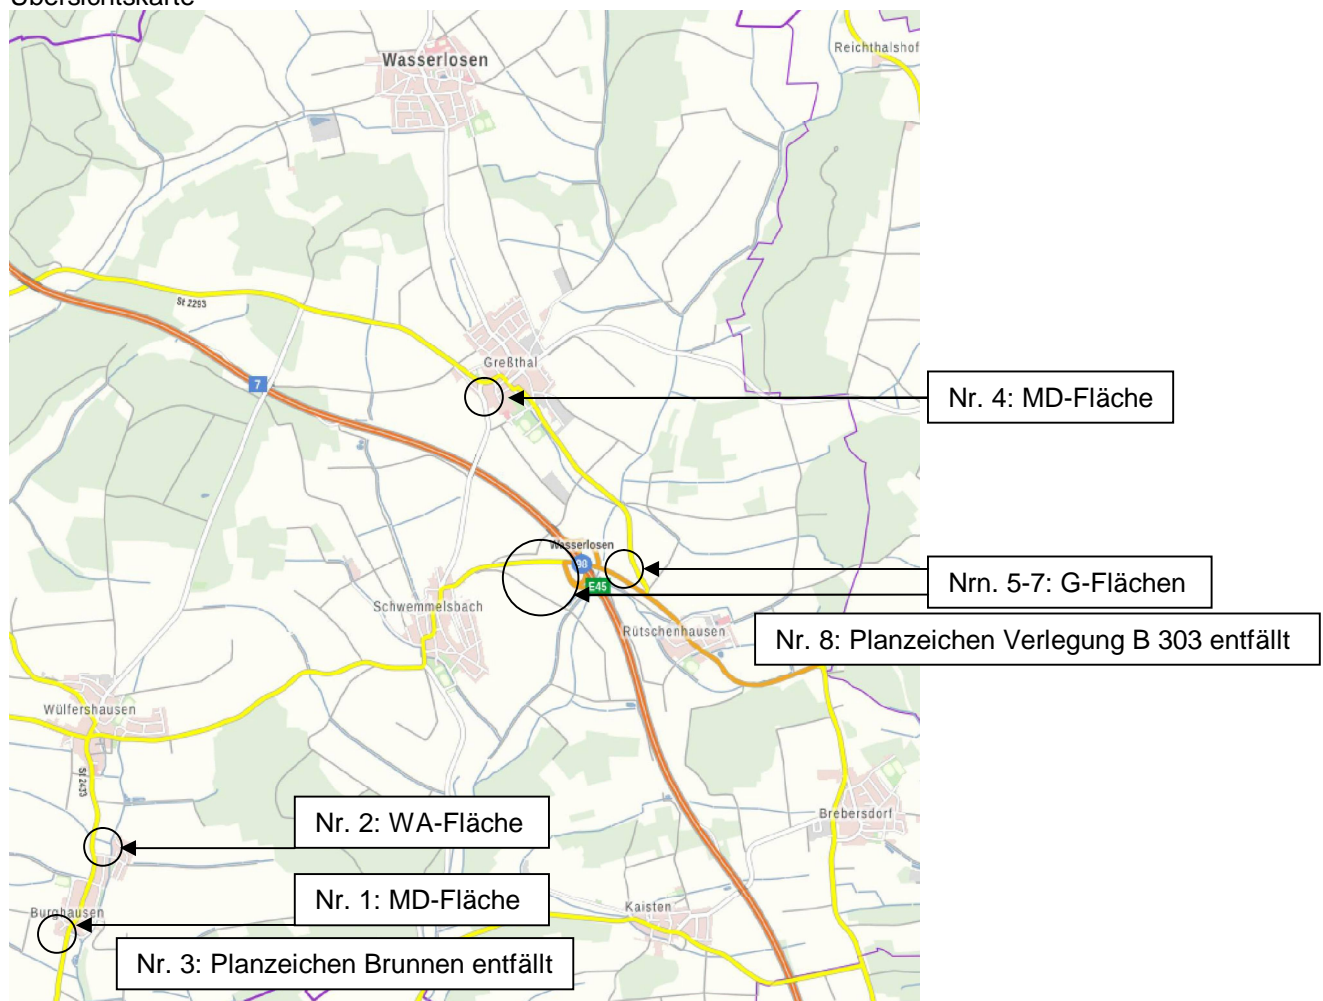 Übersichtskarte
Wasserlosen
Reichthalshof
St 2293
7
Greßthal
Nr. 4: MD-Fläche
Wasserlosen
90
E45
Nrn. 5-7: G-Flächen
Schwemmelsbach
Rütschenhausen
Nr. 8: Planzeichen Verlegung B 303 entfällt
Wülfershausen
St 2433
Nr. 2: WA-Fläche
Brebersdorf
Nr. 1: MD-Fläche
Burghausen
Kaisten
Nr. 3: Planzeichen Brunnen entfällt